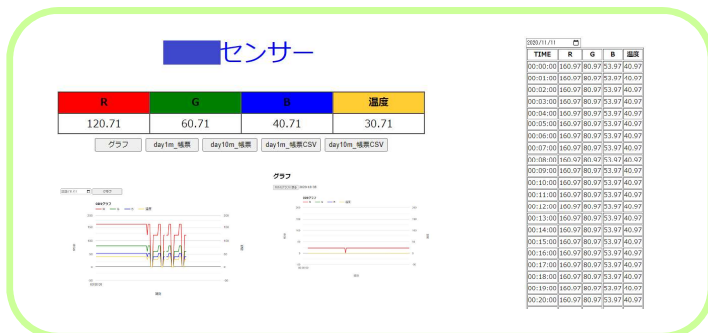 センサー
R G B 温度
120.71 60.71 40.71 30.71
グラフ day1m_帳票 day10m_帳票 day1m_帳票CSV day10m_帳票CSV
グラフ
2020/11/11
TIME R G B 温度
00:00:00 160.97 80.97 53.97 40.97
00:01:00 160.97 80.97 53.97 40.97
00:02:00 160.97 80.97 53.97 40.97
00:03:00 160.97 80.97 53.97 40.97
00:04:00 160.97 80.97 53.97 40.97
00:05:00 160.97 80.97 53.97 40.97
00:06:00 160.97 80.97 53.97 40.97
00:07:00 160.97 80.97 53.97 40.97
00:08:00 160.97 80.97 53.97 40.97
00:09:00 160.97 80.97 53.97 40.97
00:10:00 160.97 80.97 53.97 40.97
00:11:00 160.97 80.97 53.97 40.97
00:12:00 160.97 80.97 53.97 40.97
00:13:00 160.97 80.97 53.97 40.97
00:14:00 160.97 80.97 53.97 40.97
00:15:00 160.97 80.97 53.97 40.97
00:16:00 160.97 80.97 53.97 40.97
00:17:00 160.97 80.97 53.97 40.97
00:18:00 160.97 80.97 53.97 40.97
00:19:00 160.97 80.97 53.97 40.97
00:20:00 160.97 80.97 53.97 40.97